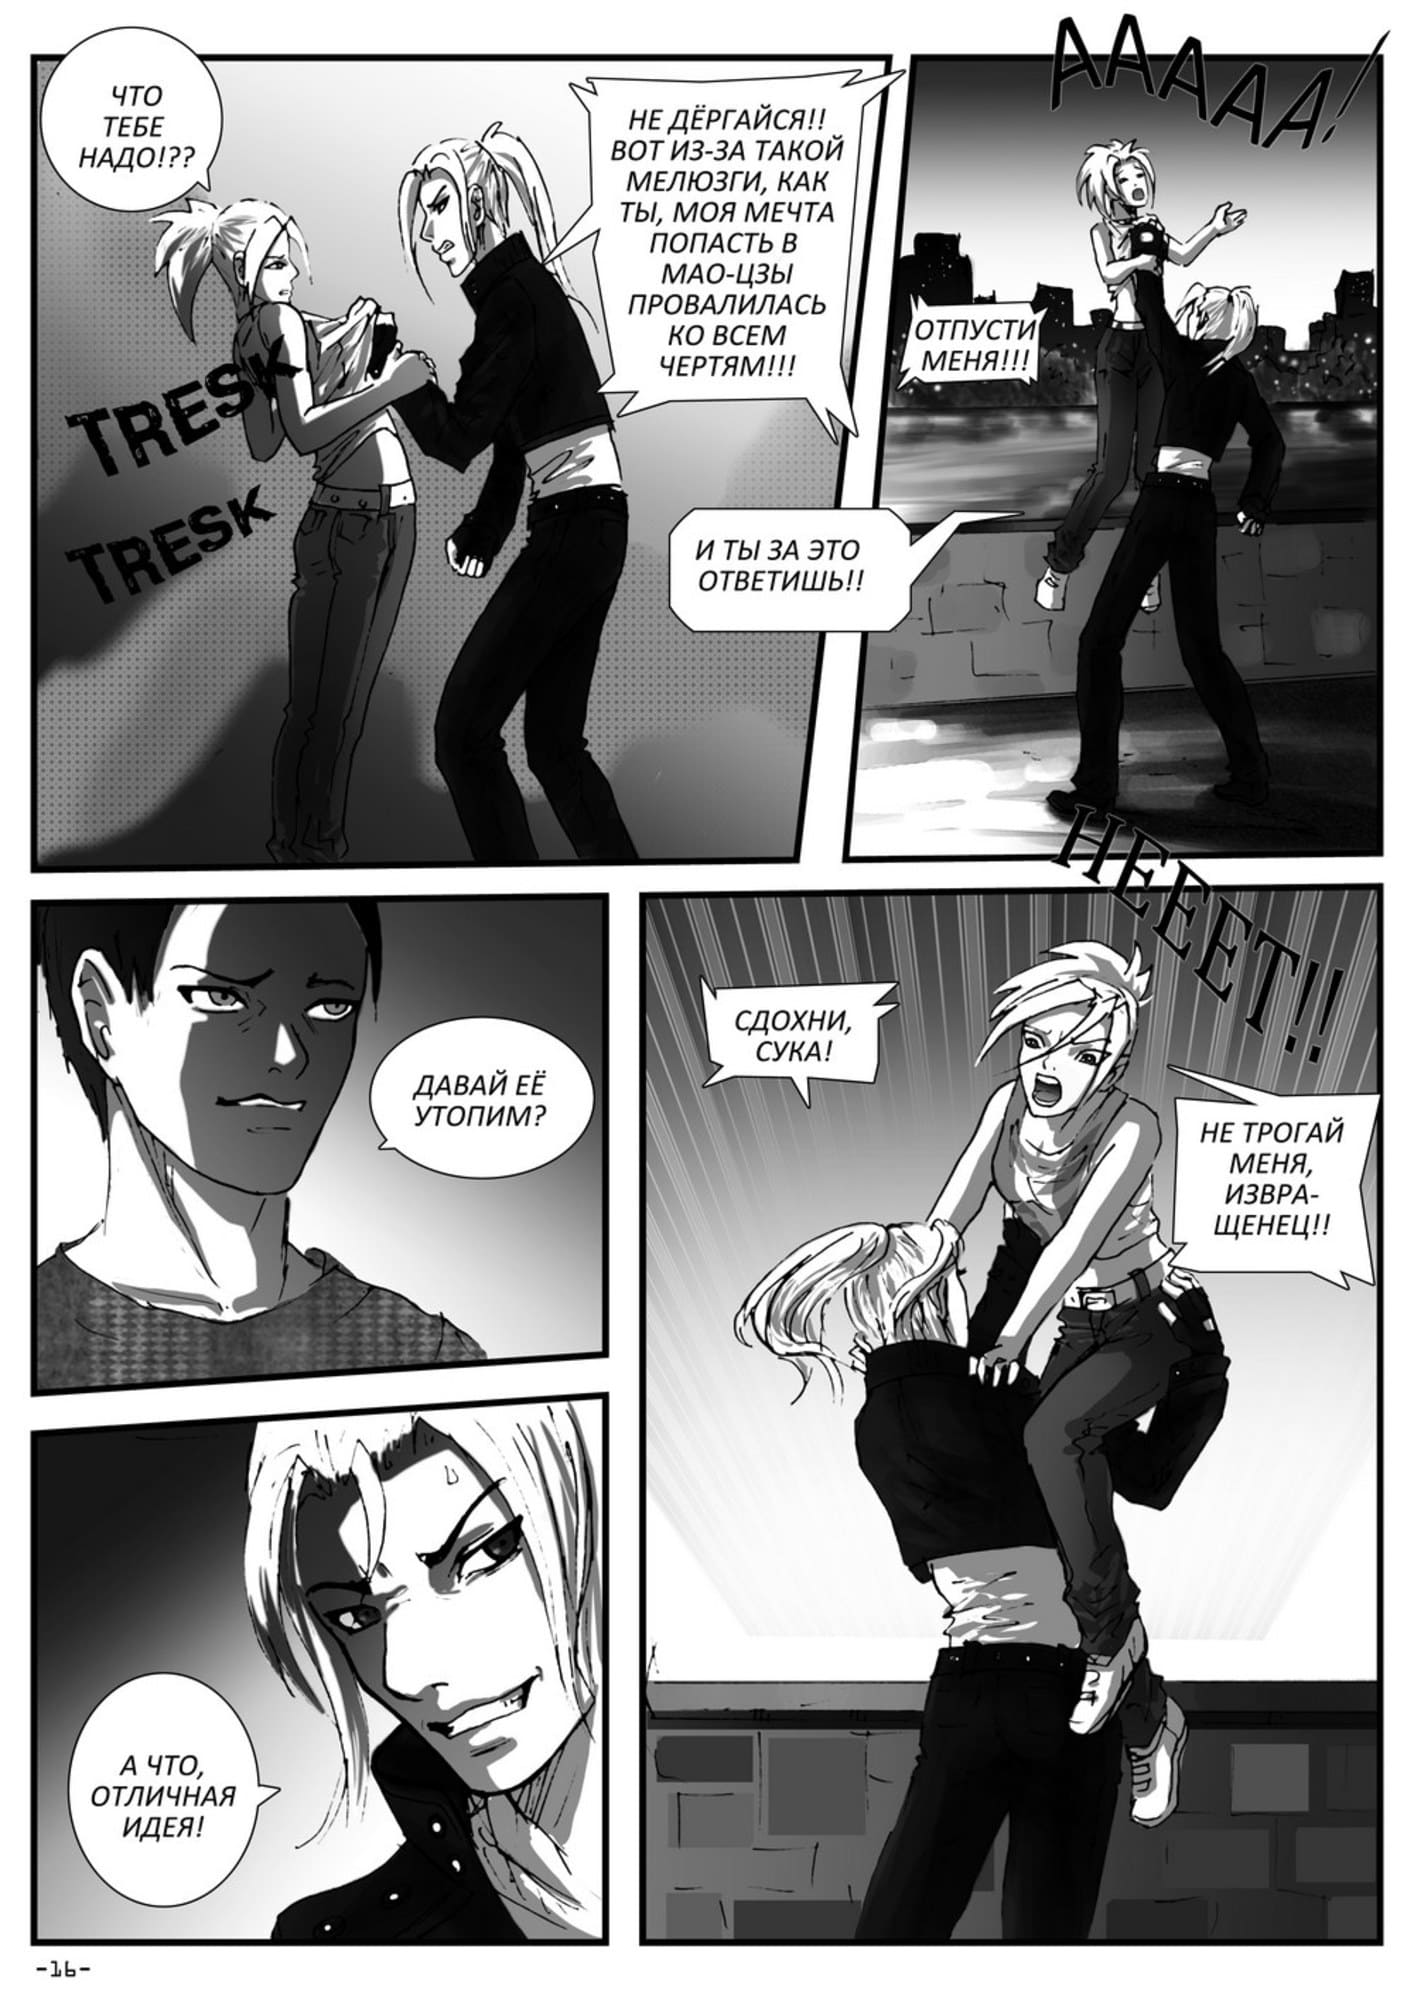 ЧТО
ТЕБЕ
НАДО!??
НЕ ДЁРГАЙСЯ!!
ВОТ ИЗ-ЗА ТАКОЙ
МЕЛЮЗГИ, КАК
ТЫ, МОЯ МЕЧТА
ПОПАСТЬ В
МАО-ЦЗЫ
ПРОВАЛИЛАСЬ
КО ВСЕМ
ЧЕРТЯМ!!!
TRESK
TRESK
ААААА!
ОТПУСТИ
МЕНЯ!!!
И ТЫ ЗА ЭТО
ОТВЕТИШЬ!!
ДАВАЙ ЕЁ
УТОПИМ?
А ЧТО,
ОТЛИЧНАЯ
ИДЕЯ!
НЕЕЕТ!!
СДОХНИ,
СУКА!
НЕ ТРОГАЙ
МЕНЯ,
ИЗВРА-
ЩЕНЕЦ!!
-16-